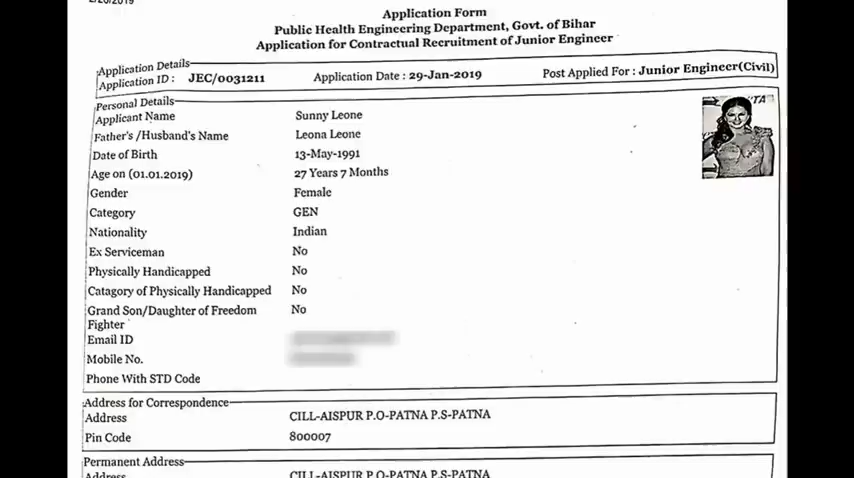 Application Form
Public Health Engineering Department, Govt. of Bihar
Application for Contractual Recruitment of Junior Engineer
Application Details
Application ID : JEC/0031211 Application Date : 29-Jan-2019 Post Applied For : Junior Engineer(Civil)
Personal Details
Applicant Name Sunny Leone
Father's /Husband's Name Leona Leone
Date of Birth 13-May-1991
Age on (01.01.2019) 27 Years 7 Months
Gender Female
Category GEN
Nationality Indian
Ex Serviceman No
Physically Handicapped No
Catagory of Physically Handicapped No
Grand Son/Daughter of Freedom No
Fighter
Email ID
Mobile No.
Phone With STD Code
Address for Correspondence
Address CILL-AISPUR P.O-PATNA P.S-PATNA
Pin Code 800007
Permanent Address
Address CILL-AISPUR P.O-PATNA P.S-PATNA